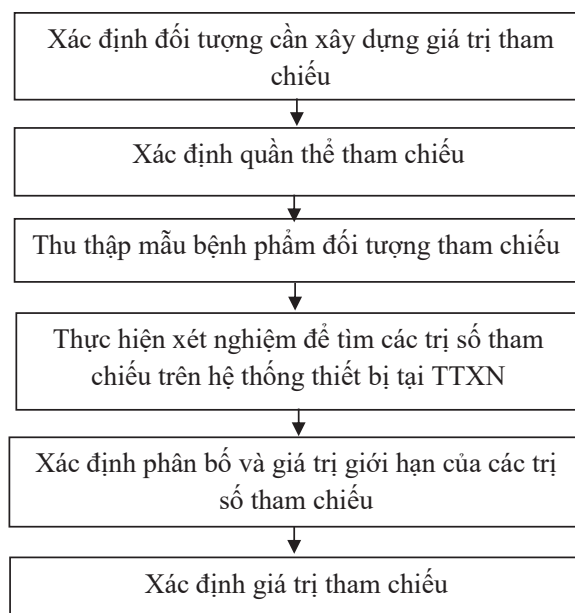 Xác định đối tượng cần xây dựng giá trị tham
chiếu
Xác định quần thể tham chiếu
Thu thập mẫu bệnh phẩm đối tượng tham chiếu
Thực hiện xét nghiệm để tìm các trị số tham
chiếu trên hệ thống thiết bị tại TTXN
Xác định phân bố và giá trị giới hạn của các trị
số tham chiếu
Xác định giá trị tham chiếu